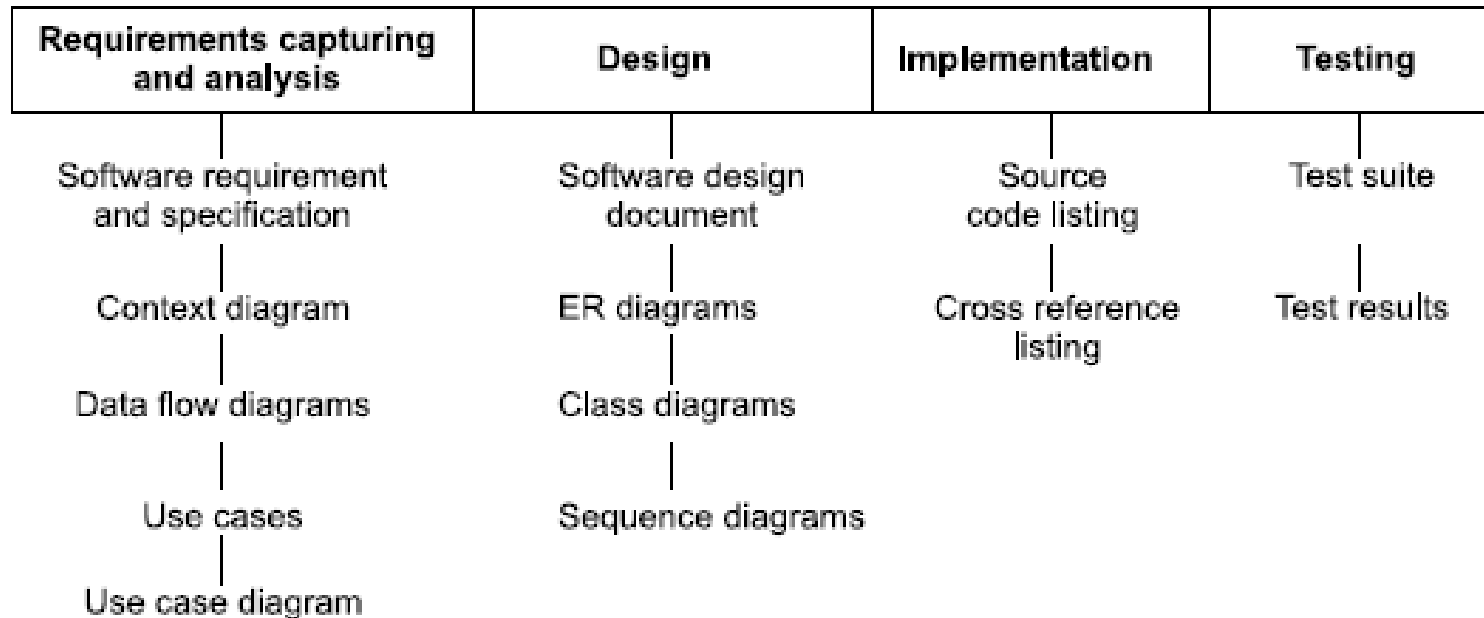 Requirements capturing
and analysis
Design
Implementation
Testing
Software requirement
and specification
Context diagram
Data flow diagrams
Use cases
Use case diagram
Software design
document
ER diagrams
Class diagrams
Sequence diagrams
Source
code listing
Cross reference
listing
Test suite
Test results